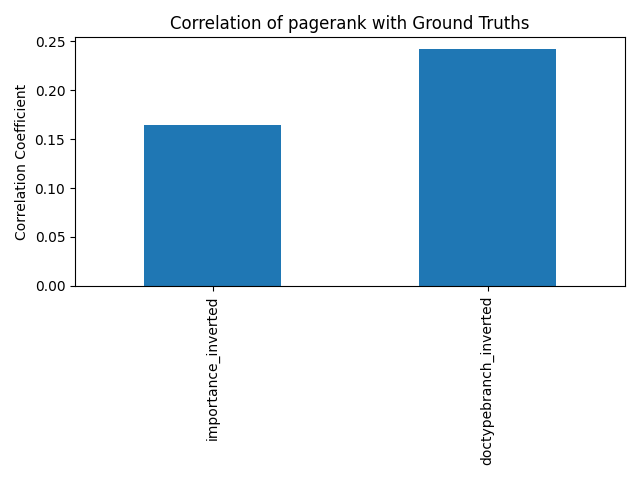 Correlation of pagerank with Ground Truths
Correlation Coefficient
0.25
0.20
0.15
0.10
0.05
0.00
importance_inverted
doctypebranch_inverted